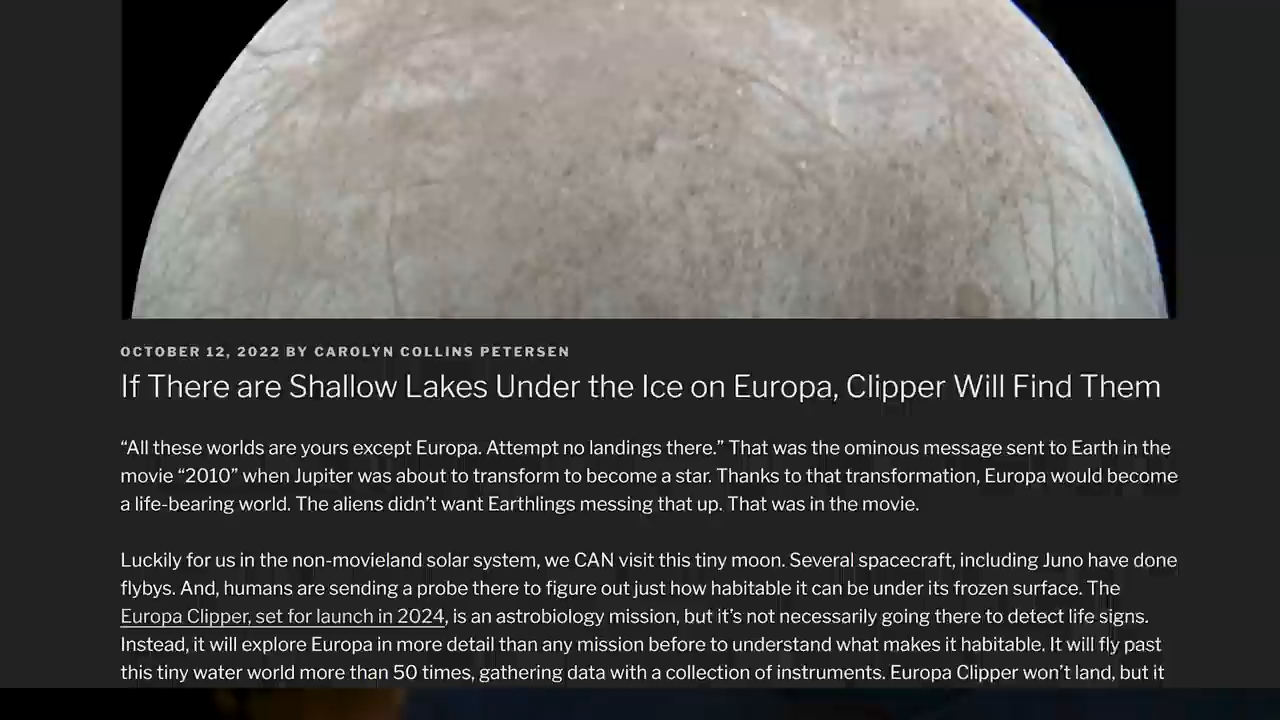 OCTOBER 12, 2022 BY CAROLYN COLLINS PETERSEN
If There are Shallow Lakes Under the Ice on Europa, Clipper Will Find Them
“All these worlds are yours except Europa. Attempt no landings there.” That was the ominous message sent to Earth in the
movie “2010” when Jupiter was about to transform to become a star. Thanks to that transformation, Europa would become
a life-bearing world. The aliens didn’t want Earthlings messing that up. That was in the movie.
Luckily for us in the non-movieland solar system, we CAN visit this tiny moon. Several spacecraft, including Juno have done
flybys. And, humans are sending a probe there to figure out just how habitable it can be under its frozen surface. The
Europa Clipper, set for launch in 2024, is an astrobiology mission, but it’s not necessarily going there to detect life signs.
Instead, it will explore Europa in more detail than any mission before to understand what makes it habitable. It will fly past
this tiny water world more than 50 times, gathering data with a collection of instruments. Europa Clipper won’t land, but it